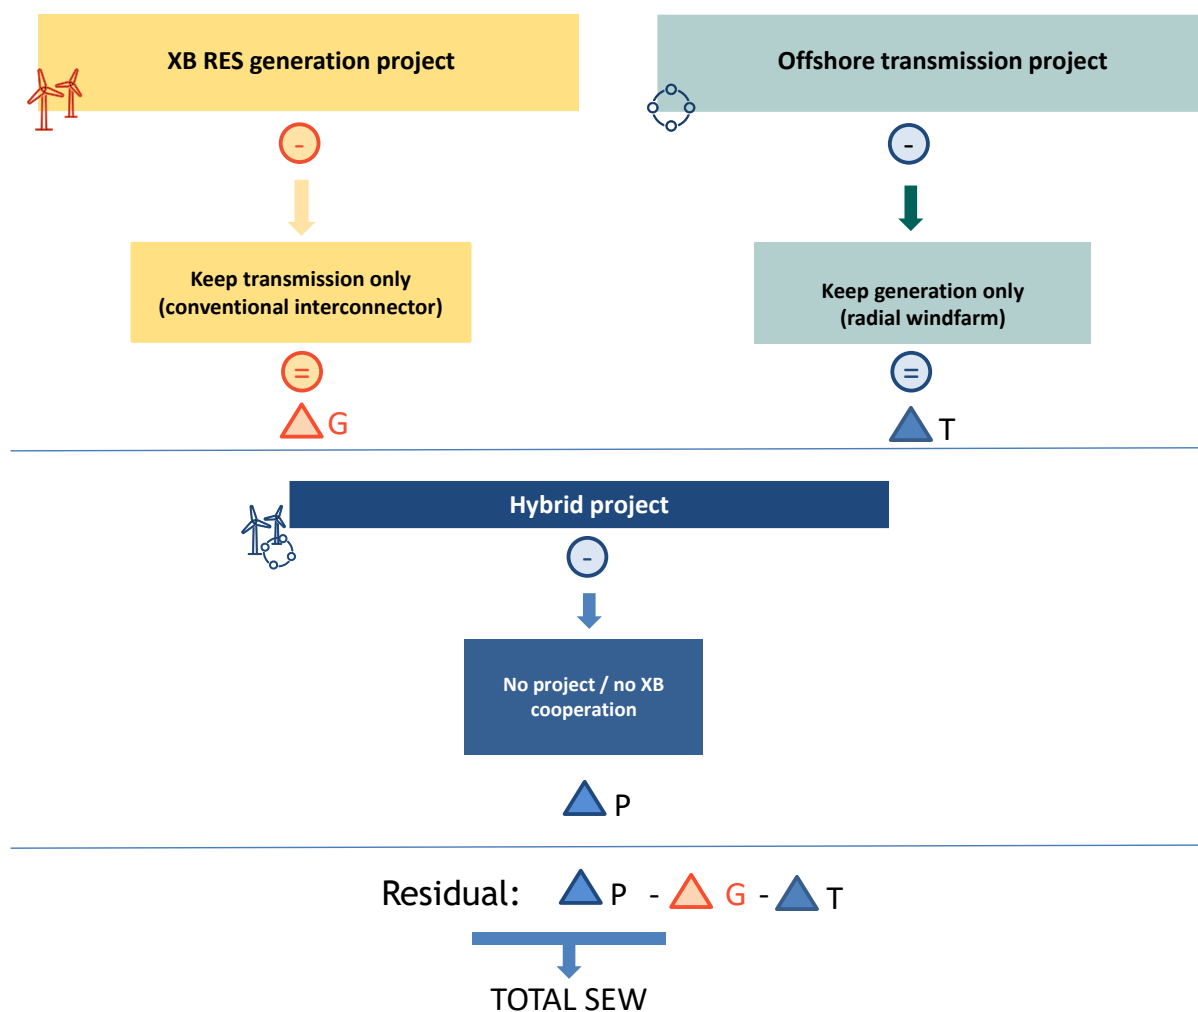 XB RES generation project
Offshore transmission project
-
-
Keep transmission only
(conventional interconnector)
Keep generation only
(radial windfarm)
=
=
G
T
Hybrid project
-
No project / no XB
cooperation
P
Residual: P - G - T
TOTAL SEW